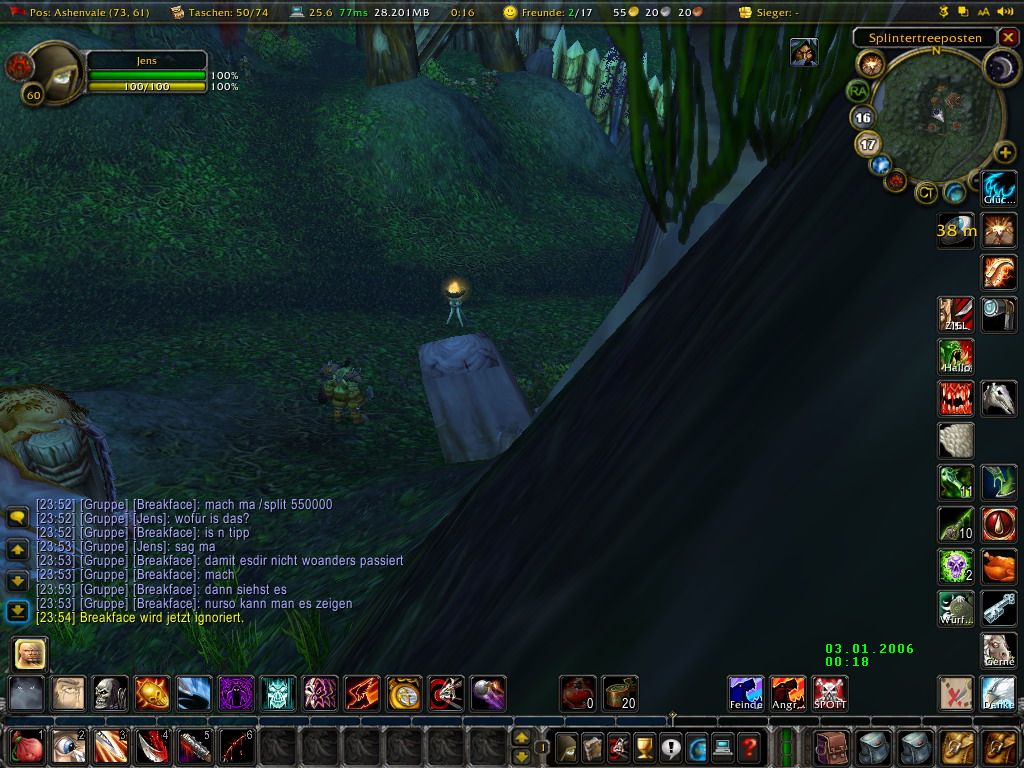 Pos: Ashenvale (73, 61) Taschen: 50/74 25.6 77ms 28.201MB 0:16 Freunde: 2/17 55 20 20 Sieger: -
Splintertreeposten
N
Jens
100%
100/100 100%
60
RA
16
17
CT
Glüc...
38 m
ZIEL
Hallo
11
10
2
Würf...
Gerne
[23:52] [Gruppe] [Breakface]: mach ma /split 550000
[23:52] [Gruppe] [Jens]: wofür is das?
[23:52] [Gruppe] [Breakface]: is n tipp
[23:53] [Gruppe] [Jens]: sag ma
[23:53] [Gruppe] [Breakface]: damit esdir nicht woanders passiert
[23:53] [Gruppe] [Breakface]: mach
[23:53] [Gruppe] [Breakface]: dann siehst es
[23:53] [Gruppe] [Breakface]: nurso kann man es zeigen
[23:54] Breakface wird jetzt ignoriert.
03.01.2006
00:18
0 20 Feinde Angr... SPOTT Danke
1 2 3 4 5 6 1